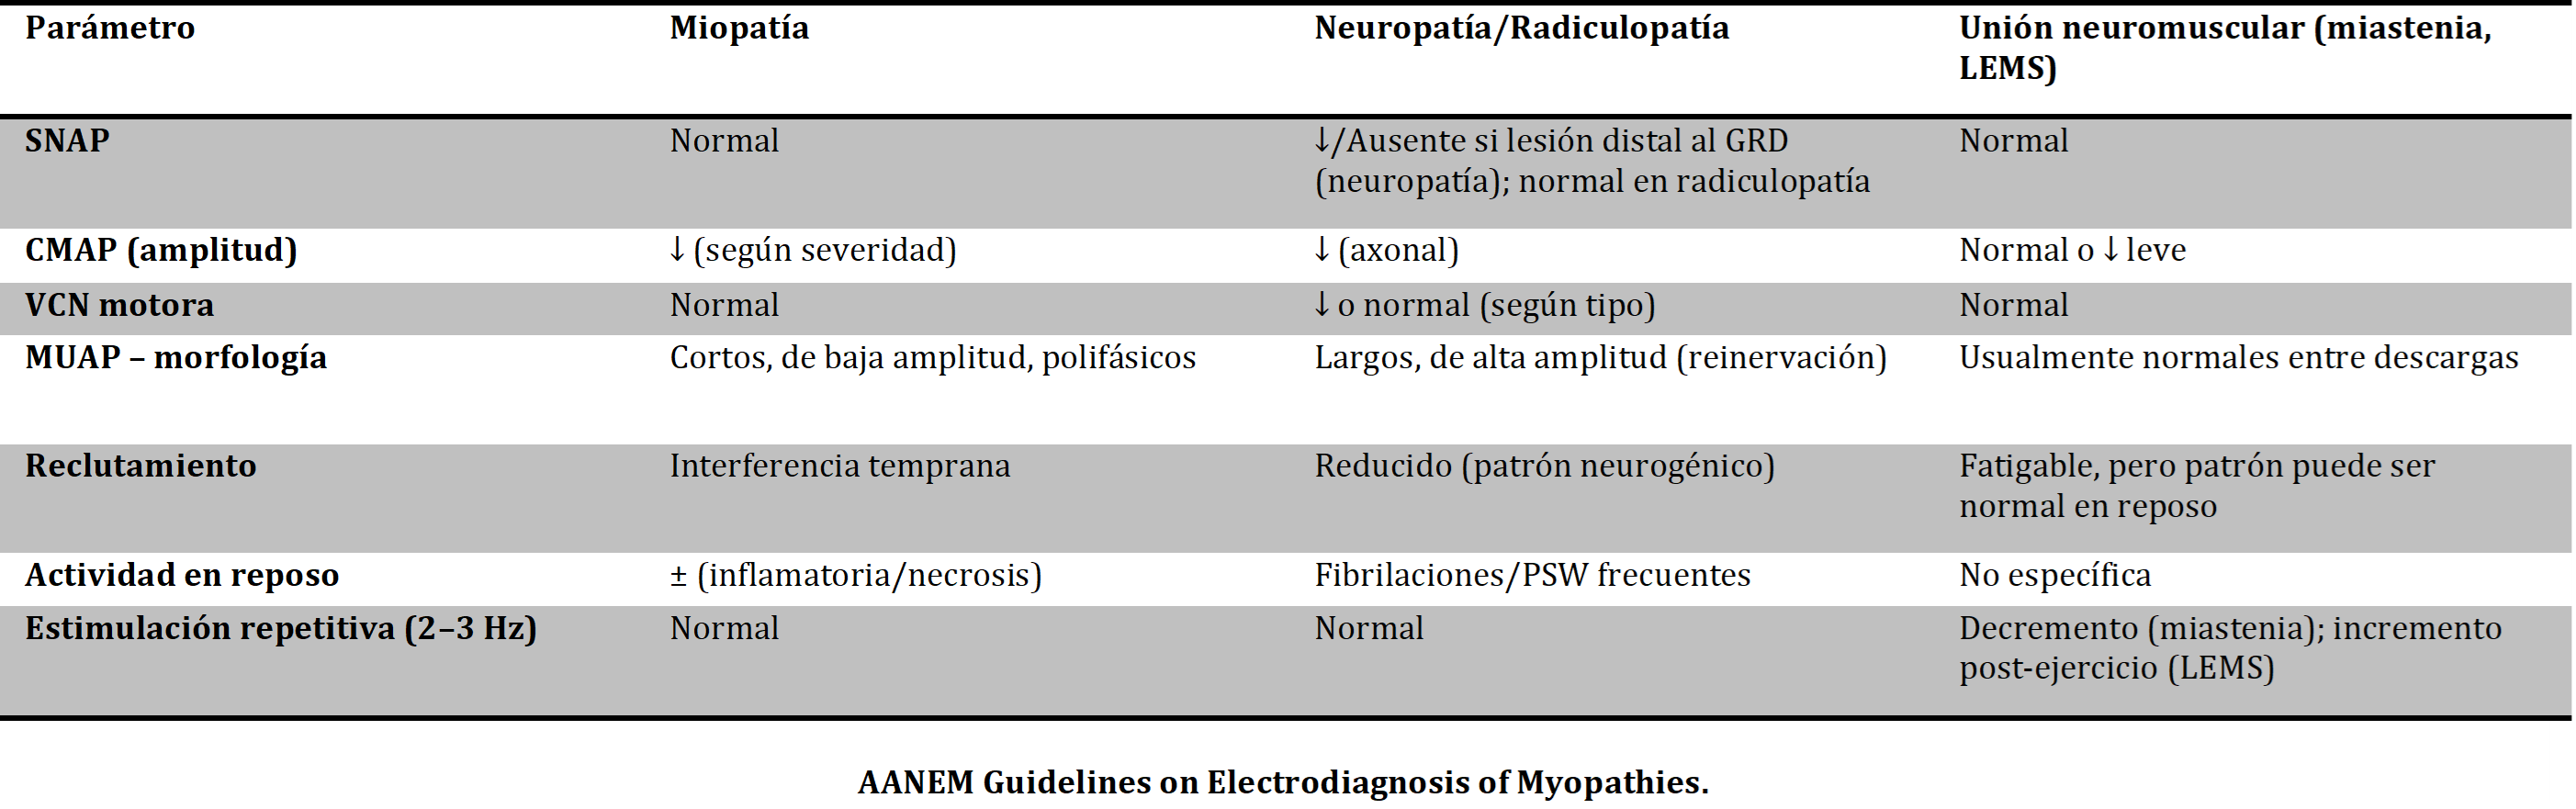 Parámetro
Miopatía
Neuropatía/Radiculopatía
Unión neuromuscular (miastenia,
LEMS)
SNAP
Normal
↓/Ausente si lesión distal al GRD
(neuropatía); normal en radiculopatía
Normal
CMAP (amplitud)
↓ (según severidad)
↓ (axonal)
Normal o ↓ leve
VCN motora
Normal
↓ o normal (según tipo)
Normal
MUAP – morfología
Cortos, de baja amplitud, polifásicos
Largos, de alta amplitud (reinervación)
Usualmente normales entre descargas
Reclutamiento
Interferencia temprana
Reducido (patrón neurogénico)
Fatigable, pero patrón puede ser
normal en reposo
Actividad en reposo
± (inflamatoria/necrosis)
Fibrilaciones/PSW frecuentes
No específica
Estimulación repetitiva (2–3 Hz)
Normal
Normal
Decremento (miastenia); incremento
post-ejercicio (LEMS)
AANEM Guidelines on Electrodiagnosis of Myopathies.